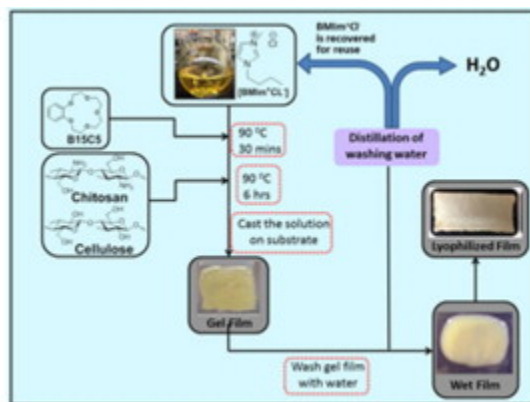 BMIm⁺Cl⁻
is recovered
for reuse
H₂O
[BMIm⁺CL⁻]
B15C5
90 ⁰C
30 mins
Distillation of
washing water
90 ⁰C
6 hrs
Chitosan
Cellulose
Cast the solution
on substrate
Lyophilized Film
Gel Film
Wash gel film
with water
Wet Film